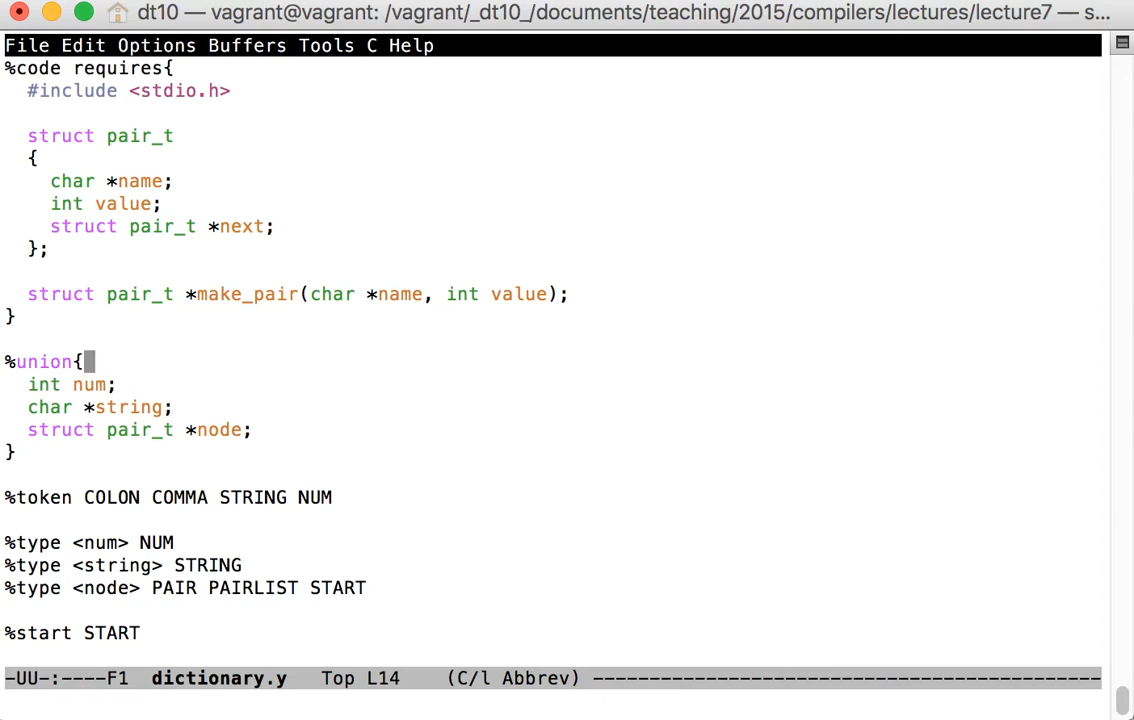 dt10 — vagrant@vagrant: /vagrant/_dt10_/documents/teaching/2015/compilers/lectures/lecture7 — s...
File Edit Options Buffers Tools C Help
%code requires{
  #include <stdio.h>
  struct pair_t
  {
    char *name;
    int value;
    struct pair_t *next;
  };
  struct pair_t *make_pair(char *name, int value);
}
%union{
  int num;
  char *string;
  struct pair_t *node;
}
%token COLON COMMA STRING NUM
%type <num> NUM
%type <string> STRING
%type <node> PAIR PAIRLIST START
%start START
-UU-:----F1  dictionary.y   Top L14    (C/l Abbrev) ---------------------------------------------